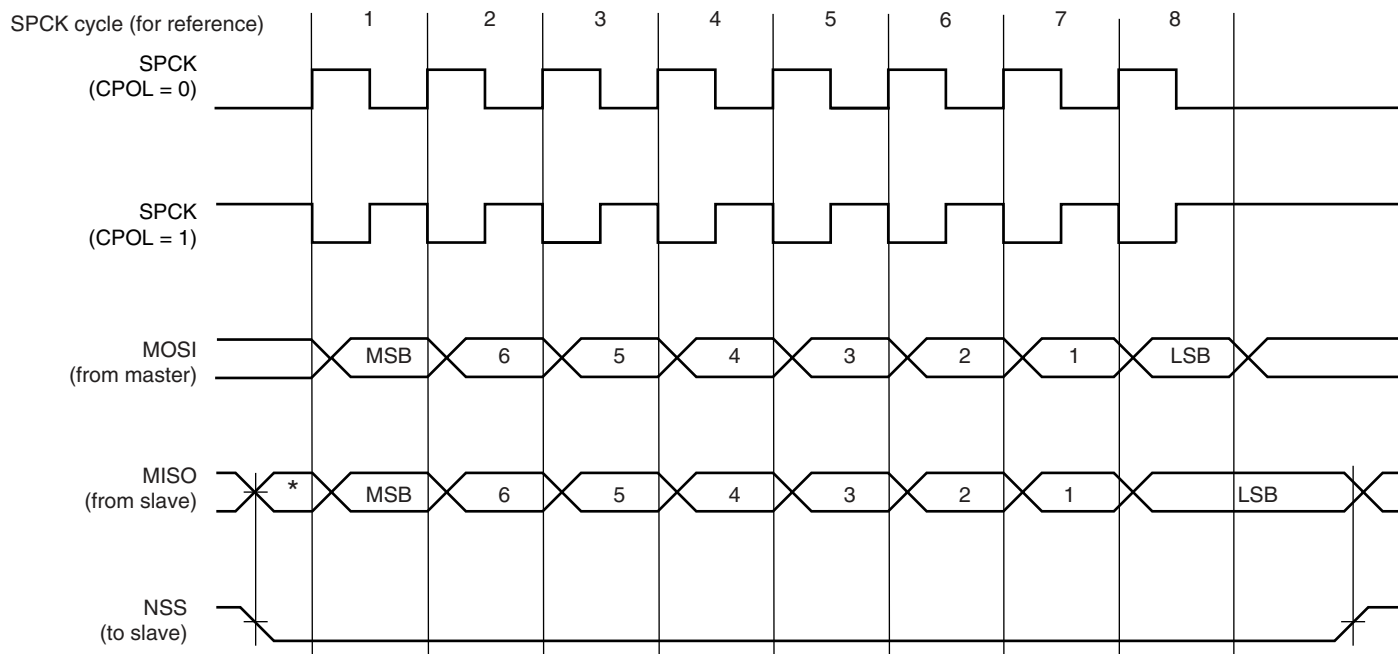 SPCK cycle (for reference)
1 2 3 4 5 6 7 8
SPCK
(CPOL = 0)
SPCK
(CPOL = 1)
MOSI
(from master)
MSB 6 5 4 3 2 1 LSB
MISO
(from slave)
* MSB 6 5 4 3 2 1 LSB
NSS
(to slave)